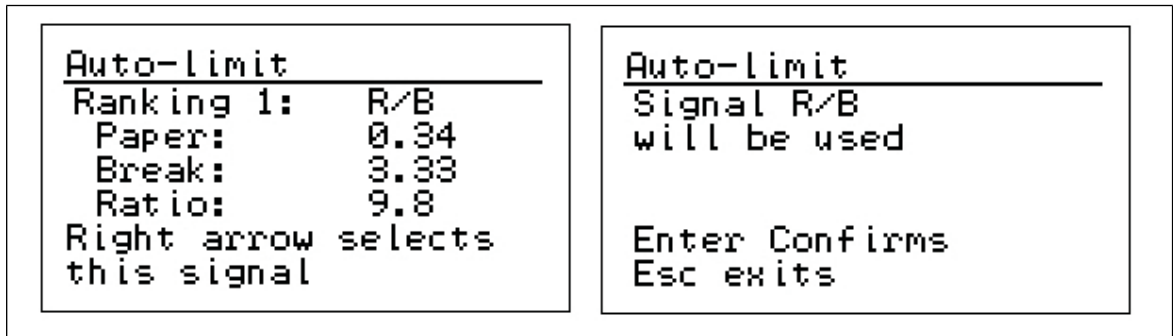 Auto-limit
Ranking 1: R/B
Paper: 0.34
Break: 3.33
Ratio: 9.8
Right arrow selects
this signal
Auto-limit
Signal R/B
will be used
Enter Confirms
Esc exits